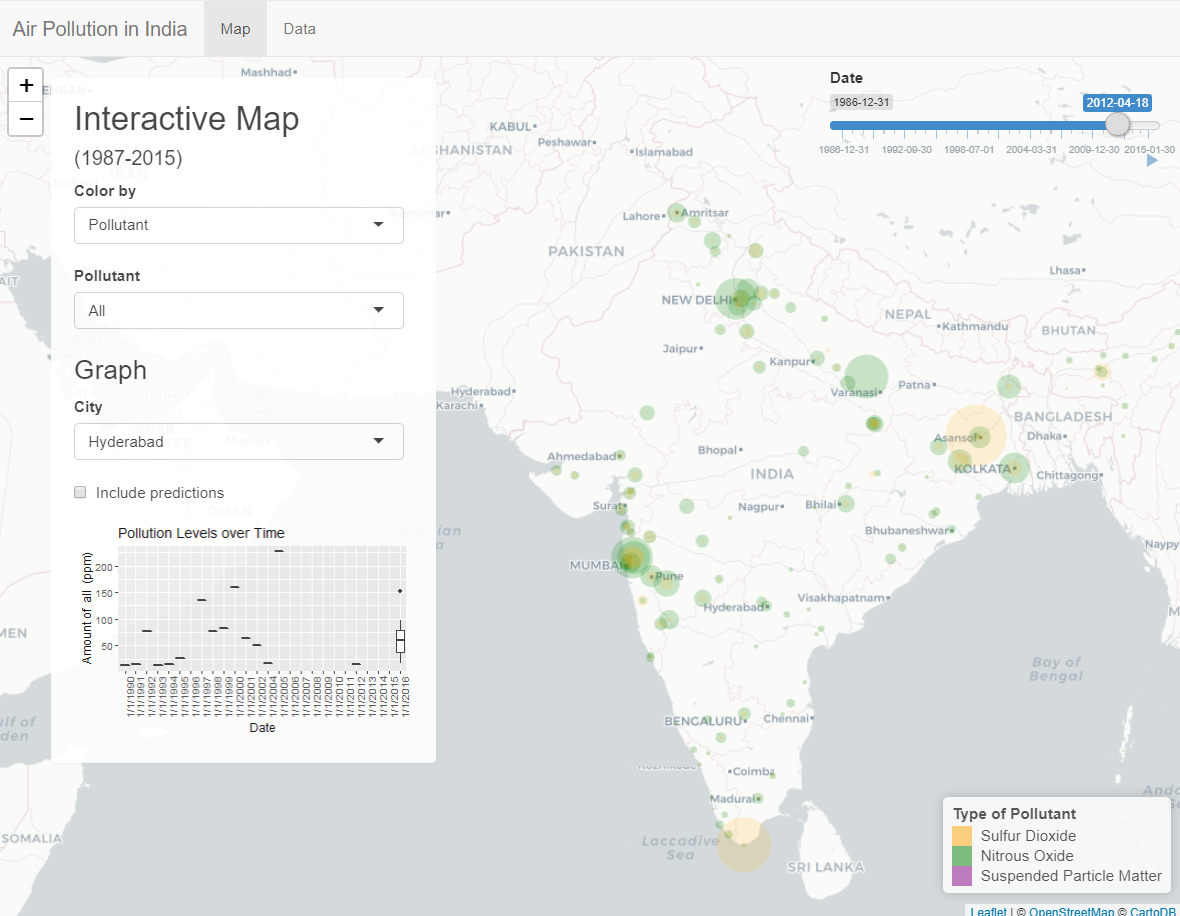 Air Pollution in India
Map
Data
+
−
Interactive Map
(1987-2015)
Color by
Pollutant
Pollutant
All
Graph
City
Hyderabad
Include predictions
Pollution Levels over Time
Amount of all (ppm)
200
150
100
50
1/1/1990
1/1/1991
1/1/1992
1/1/1993
1/1/1994
1/1/1995
1/1/1996
1/1/1997
1/1/1998
1/1/1999
1/1/2000
1/1/2001
1/1/2002
1/1/2004
1/1/2005
1/1/2006
1/1/2007
1/1/2008
1/1/2009
1/1/2010
1/1/2011
1/1/2012
1/1/2013
1/1/2014
1/1/2015
1/1/2016
Date
Date
1986-12-31
2012-04-18
1986-12-31 1992-09-30 1998-07-01 2004-03-31 2009-12-30 2015-01-30
Mashhad
KABUL
AFGHANISTAN
Peshawar
Islamabad
IRAN
Kandahar
Lahore
Amritsar
PAKISTAN
Lhasa
NEW DELHI
NEPAL
Kathmandu
BHUTAN
Jaipur
Kanpur
Varanasi
Patna
Hyderabad
Karachi
BANGLADESH
Asansol
Dhaka
Ahmedabad
Bhopal
INDIA
KOLKATA
Chittagong
OMAN
Surat
Nagpur
Bhilai
Bhubaneshwar
Naypy
MUMBAI
Pune
Visakhapatnam
Hyderabad
MEN
Bay of
Bengal
ulf of
den
BENGALURU
Chennai
Coimba
Madurai
Laccadive
Sea
SRI LANKA
SOMALIA
Anda
Type of Pollutant
Sulfur Dioxide
Nitrous Oxide
Suspended Particle Matter
Leaflet | © OpenStreetMap © CartoDB